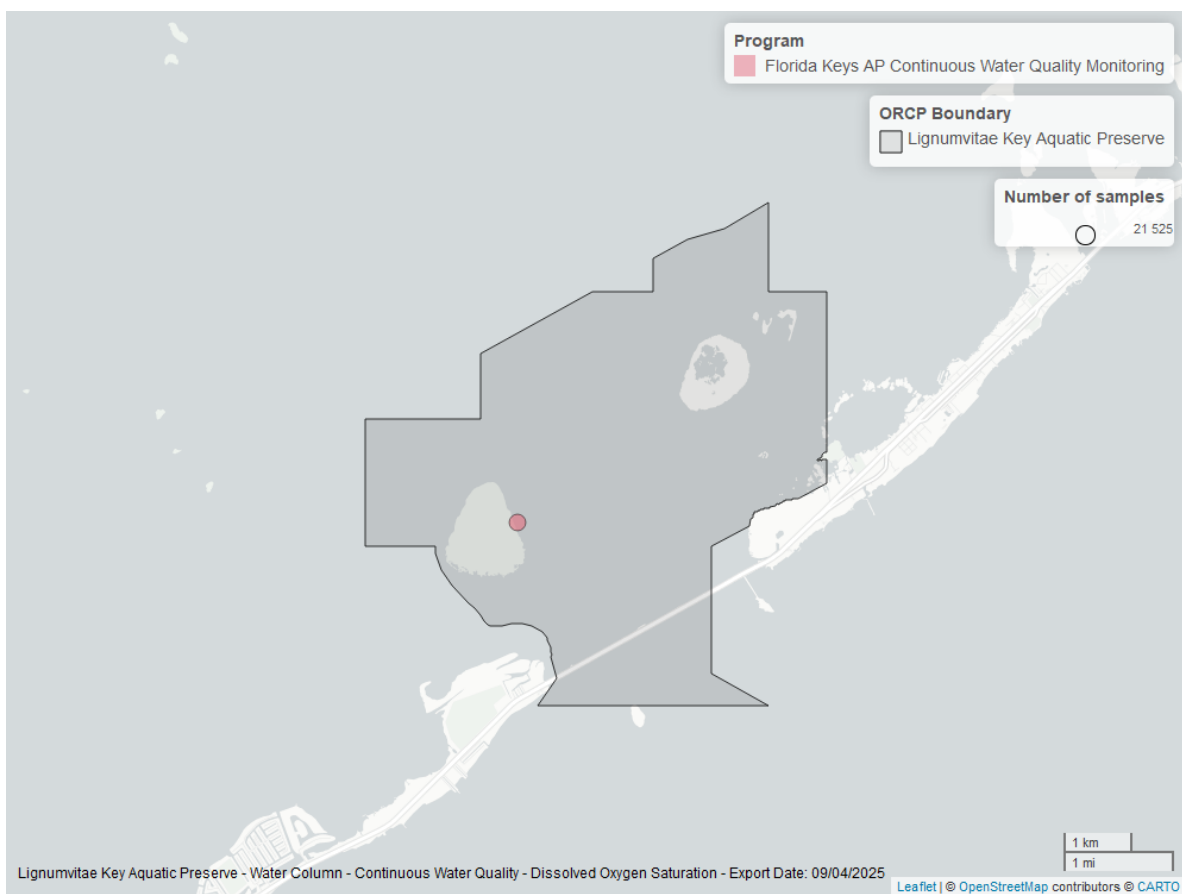 Program
Florida Keys AP Continuous Water Quality Monitoring
ORCP Boundary
Lignumvitae Key Aquatic Preserve
Number of samples
21 525
1 km
1 mi
Lignumvitae Key Aquatic Preserve - Water Column - Continuous Water Quality - Dissolved Oxygen Saturation - Export Date: 09/04/2025
Leaflet | © OpenStreetMap contributors © CARTO